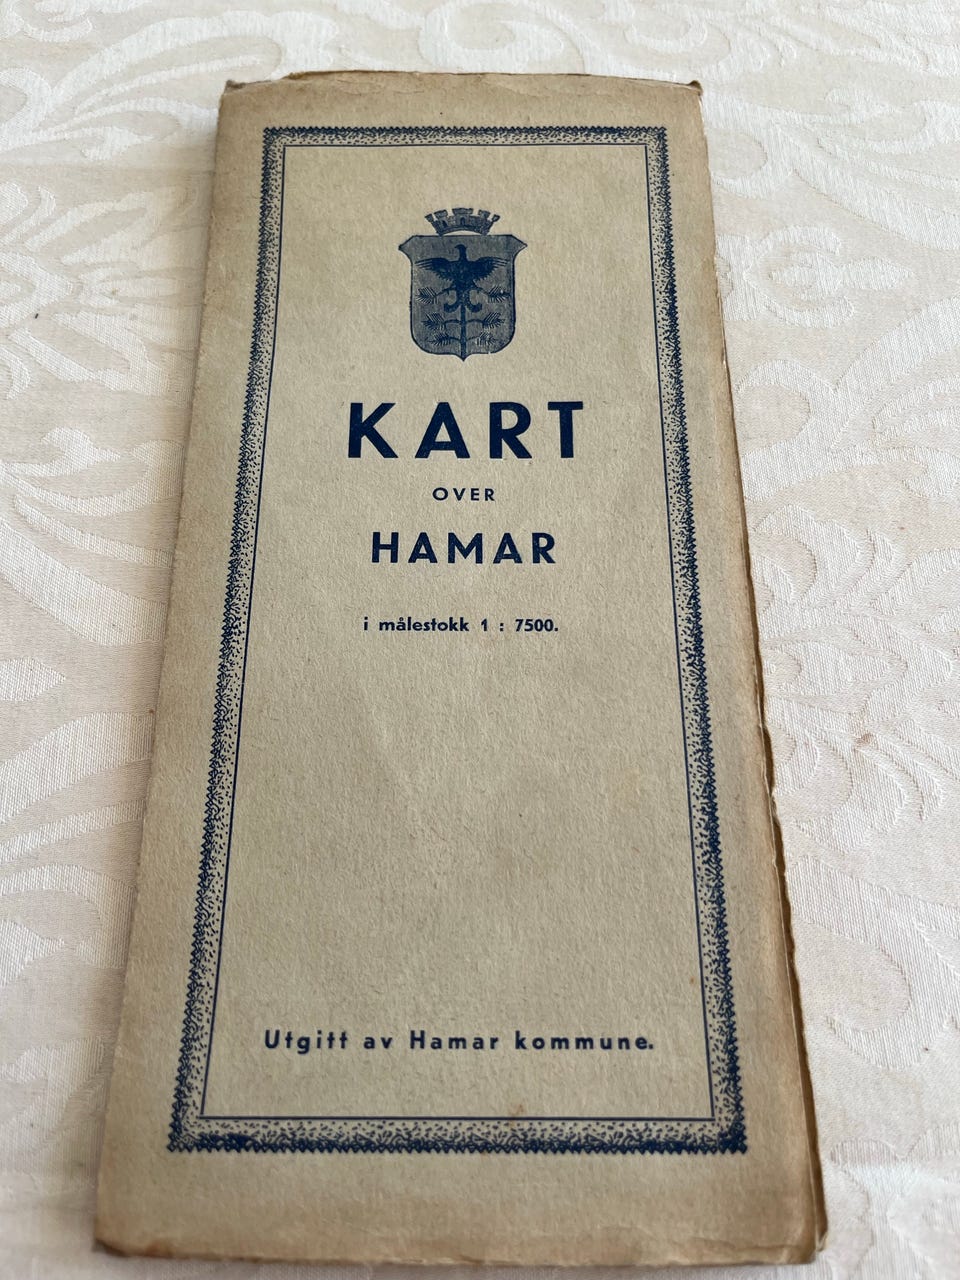 KART
OVER
HAMAR
i målestokk 1 : 7500.
Utgitt av Hamar kommune.